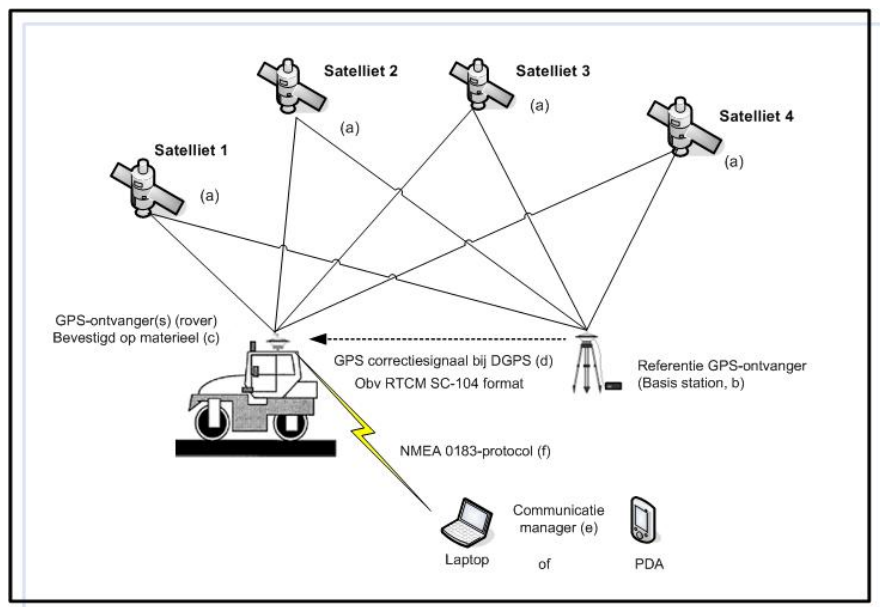 Satelliet 2
(a)
Satelliet 3
(a)
Satelliet 4
(a)
Satelliet 1
(a)
GPS-ontvanger(s) (rover)
Bevestigd op materieel (c)
GPS correctiesignaal bij DGPS (d)
Obv RTCM SC-104 format
Referentie GPS-ontvanger
(Basis station, b)
NMEA 0183-protocol (f)
Communicatie
manager (e)
Laptop
of
PDA